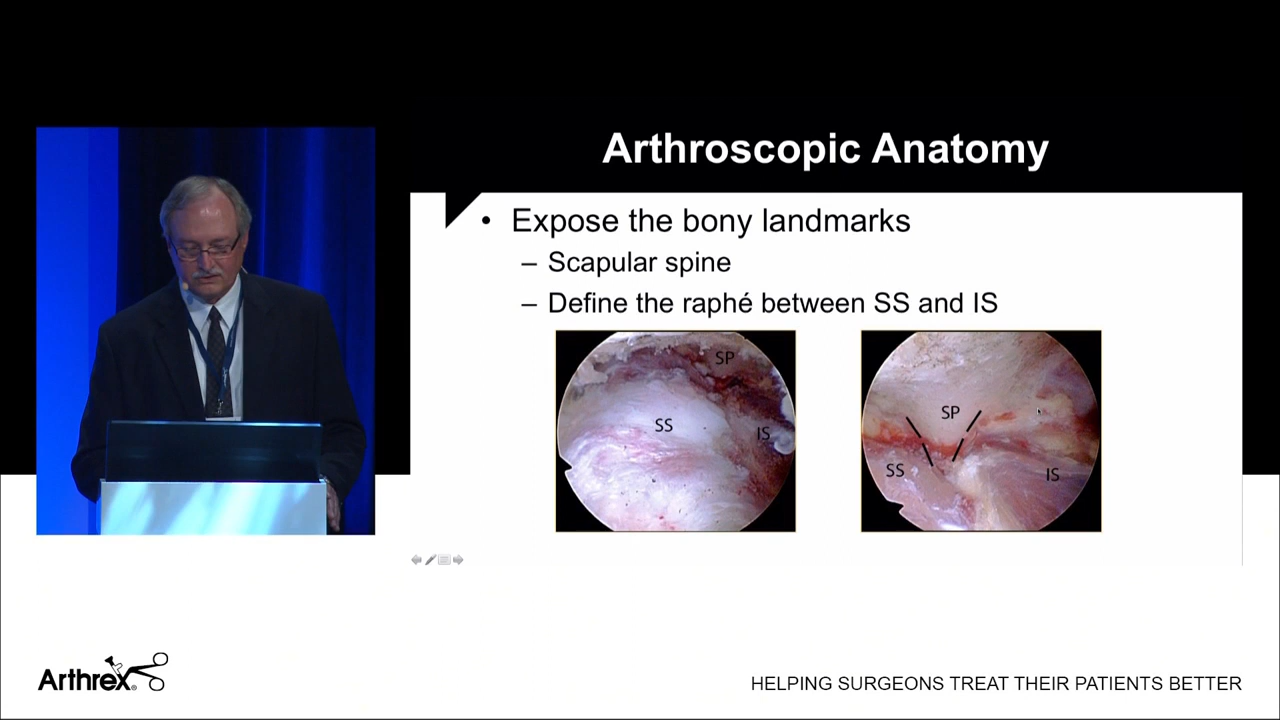 Arthroscopic Anatomy
• Expose the bony landmarks
– Scapular spine
– Define the raphé between SS and IS
SP
SS
IS
SP
SS
IS
Arthrex®
HELPING SURGEONS TREAT THEIR PATIENTS BETTER